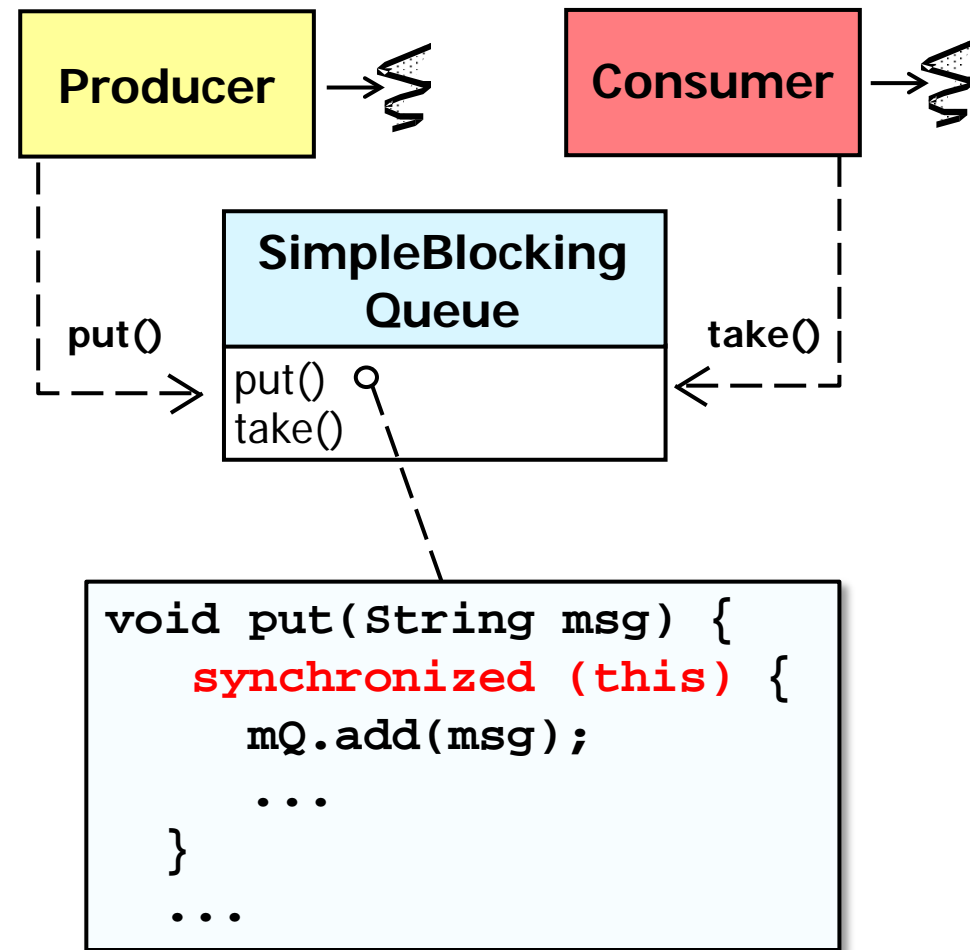 Producer
Consumer
SimpleBlocking
Queue
put()
take()
put()
take()
void put(String msg) {
synchronized (this) {
mQ.add(msg);
...
}
...